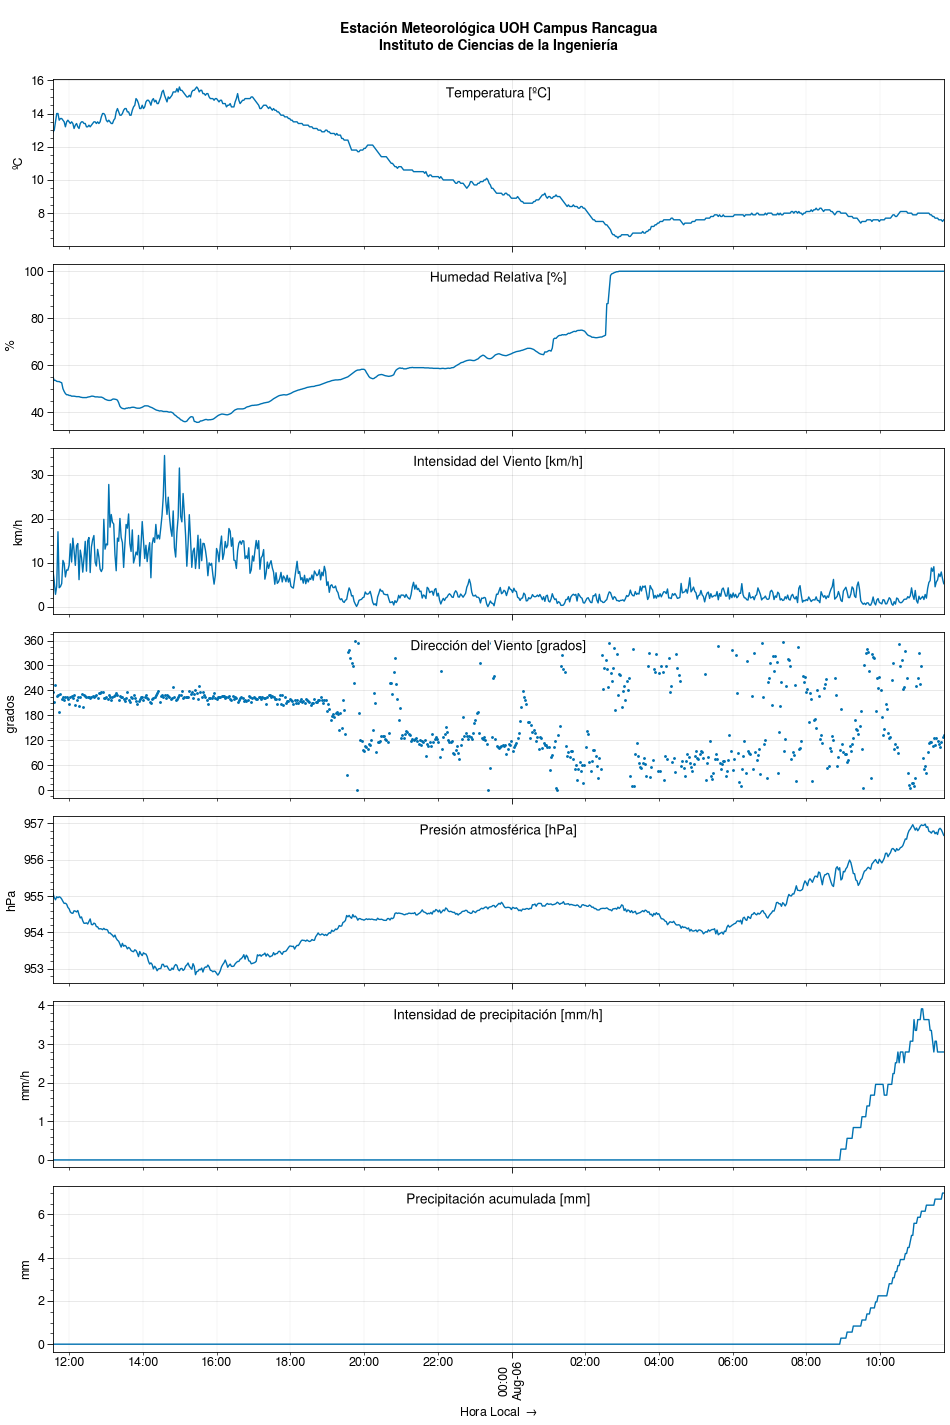 Estación Meteorológica UOH Campus Rancagua
Instituto de Ciencias de la Ingeniería
Temperatura [ºC]
ºC
16
14
12
10
8
Humedad Relativa [%]
%
100
80
60
40
Intensidad del Viento [km/h]
km/h
30
20
10
0
Dirección del Viento [grados]
grados
360
300
240
180
120
60
0
Presión atmosférica [hPa]
hPa
957
956
955
954
953
Intensidad de precipitación [mm/h]
mm/h
4
3
2
1
0
Precipitación acumulada [mm]
mm
6
4
2
0
12:00 14:00 16:00 18:00 20:00 22:00 00:00 02:00 04:00 06:00 08:00 10:00
Aug-06
Hora Local →